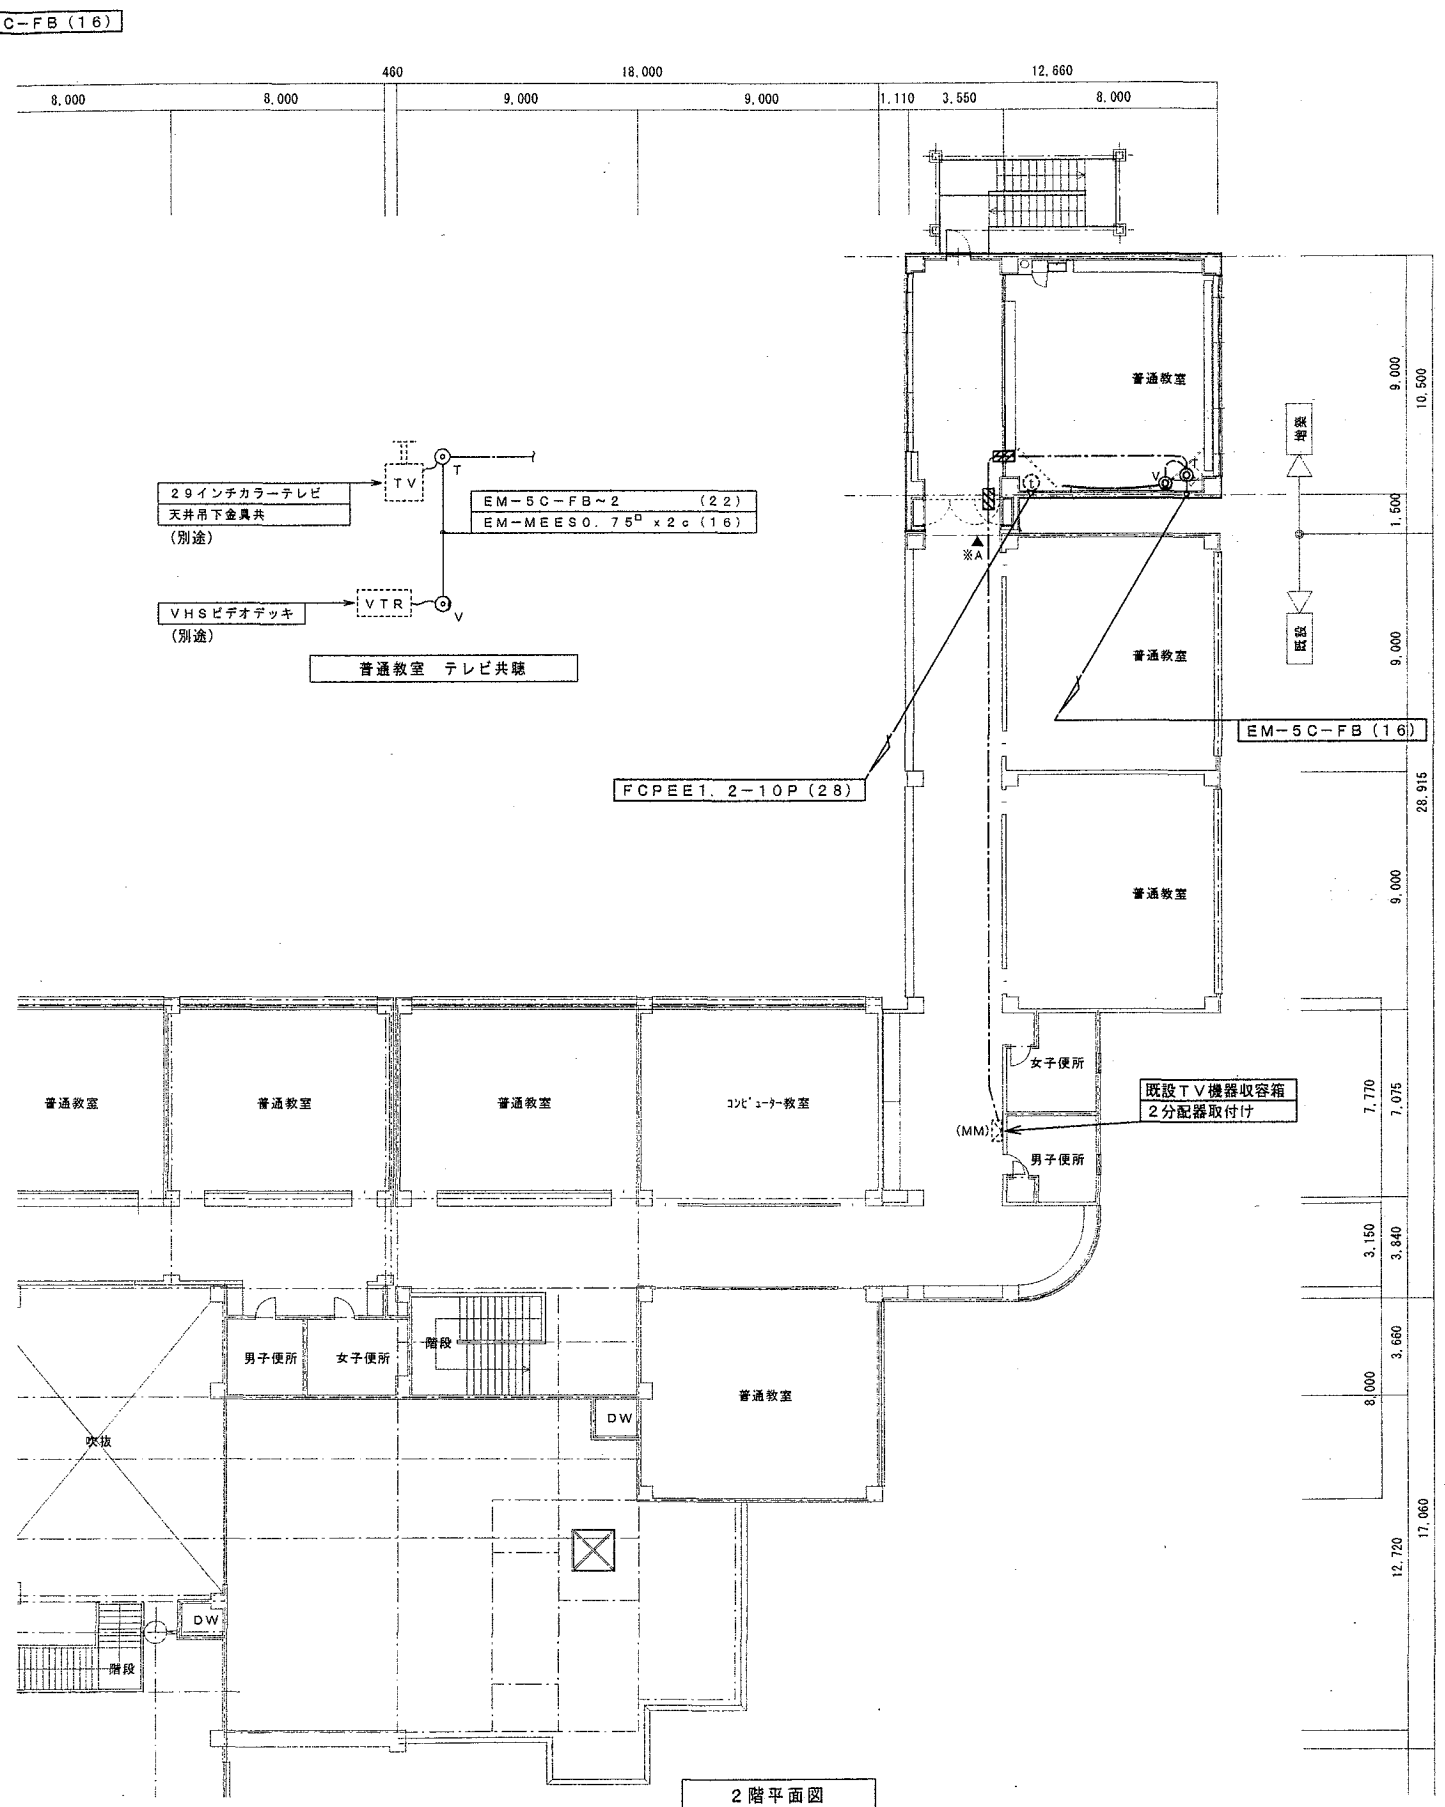 C-FB(16)
460
18,000
12,660
8,000
8,000
9,000
9,000
1,110
3,550
8,000
普通教室
9,000
10,500
増築
TV
T
V
T
t
29インチカラーテレビ
天井吊下金具共
(別途)
EM-5C-FB~2 (22)
EM-MEES0.75□ x2c(16)
1,500
※A
VHSビデオデッキ
(別途)
VTR
V
既設
普通教室
9,000
普通教室 テレビ共聴
EM-5C-FB(16)
FCPEE1.2-10P(28)
28,915
普通教室
9,000
女子便所
普通教室
普通教室
普通教室
コンピューター教室
既設TV機器収容箱
2分配器取付け
7,770
7,075
(MM)
男子便所
3,150
3,840
男子便所
女子便所
階段
3,660
普通教室
8,000
DW
吹抜
17,060
12,720
DW
階段
2階平面図